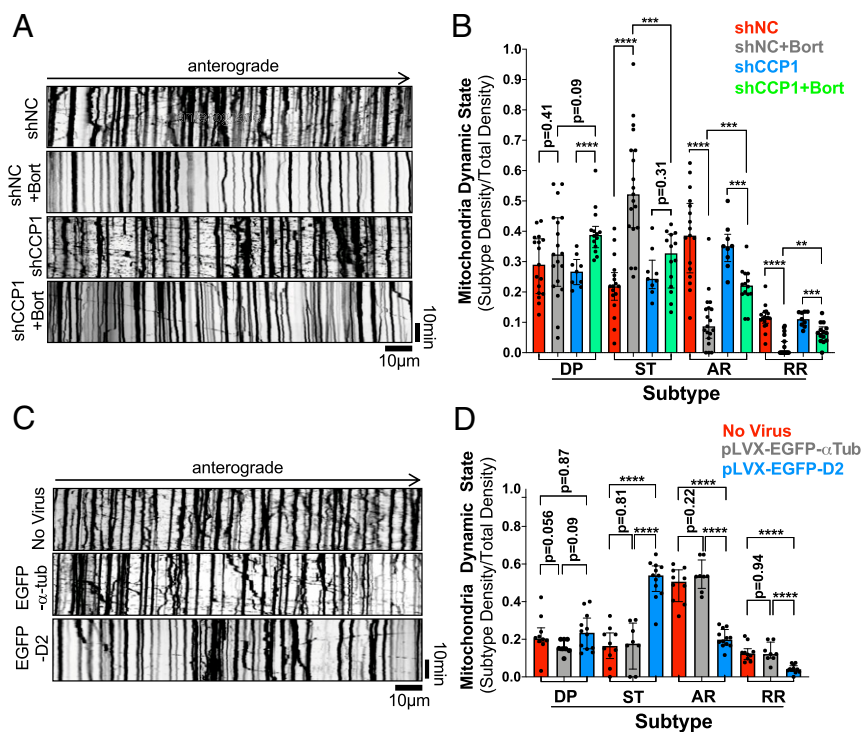 A
anterograde
shNC
shNC
+Bort
shCCP1
shCCP1
+Bort
10min
10μm
B
shNC
shNC+Bort
shCCP1
shCCP1+Bort
Mitochondria Dynamic State
(Subtype Density/Total Density)
1.0
0.9
0.8
0.7
0.6
0.5
0.4
0.3
0.2
0.1
0.0
p=0.41
p=0.09
****
****
***
p=0.31
****
***
***
****
**
***
DP
ST
AR
RR
Subtype
C
anterograde
No Virus
EGFP
-α-tub
EGFP
-D2
10min
10μm
D
No Virus
pLVX-EGFP-αTub
pLVX-EGFP-D2
Mitochondria Dynamic State
(Subtype Density/Total Density)
1.0
0.8
0.6
0.4
0.2
0.0
p=0.87
p=0.056
p=0.09
****
p=0.81
****
****
p=0.22
****
****
p=0.94
****
DP
ST
AR
RR
Subtype